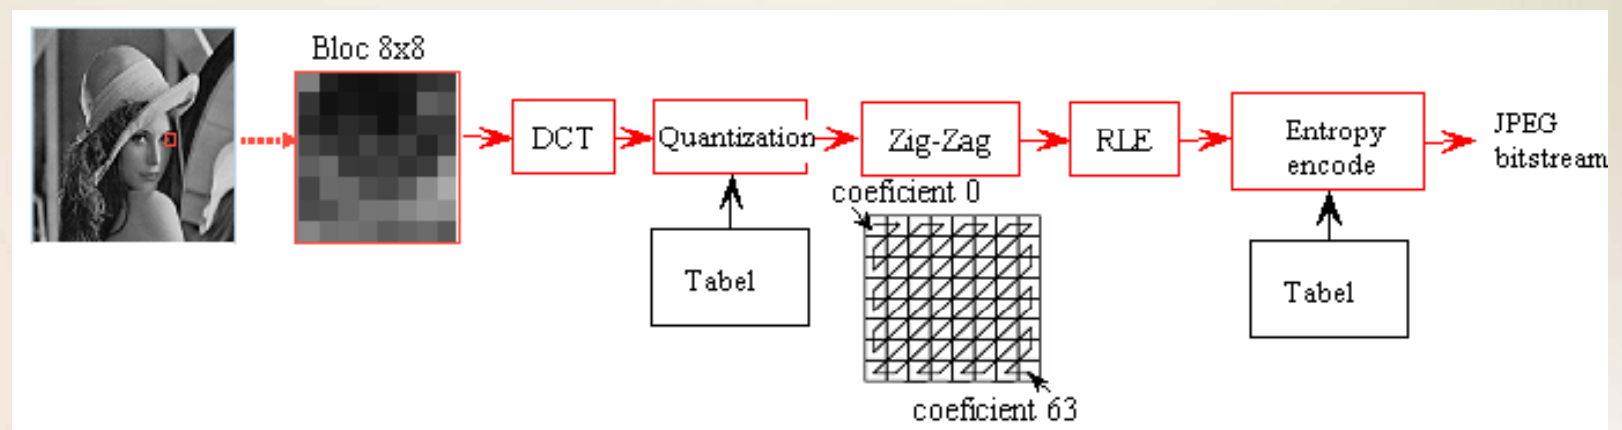 Bloc 8x8
DCT
Quantization
Zig-Zag
RLE
Entropy
encode
JPEG
bitstream
Tabel
coeficient 0
coeficient 63
Tabel